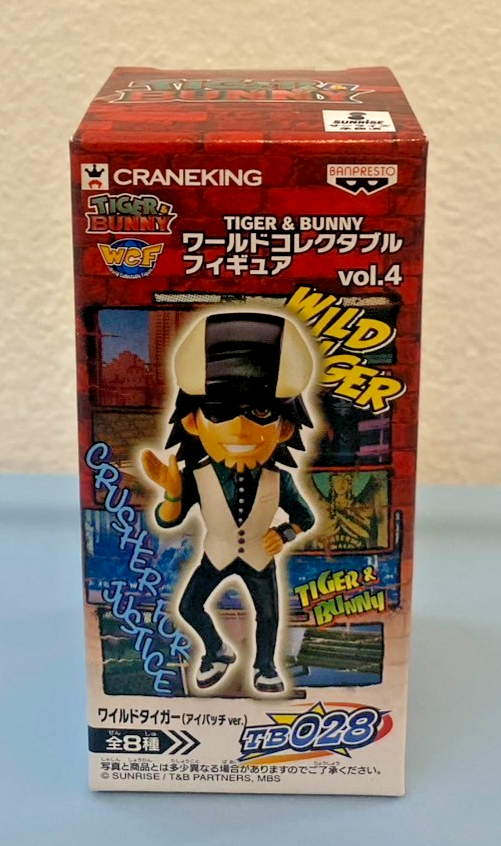 TIGER &
BUNNY
SUNRISE
CRANEKING
BANPRESTO
TIGER &
BUNNY
WCF
TIGER & BUNNY
ワールドコレクタブル
フィギュア
vol.4
WILD
TIGER
CRUSHER FOR
JUSTICE
TIGER &
BUNNY
ワイルドタイガー(アイパッチver.)
全8種
TB028
写真と商品とは多少異なる場合がありますのでご了承ください。
© SUNRISE / T&B PARTNERS, MBS